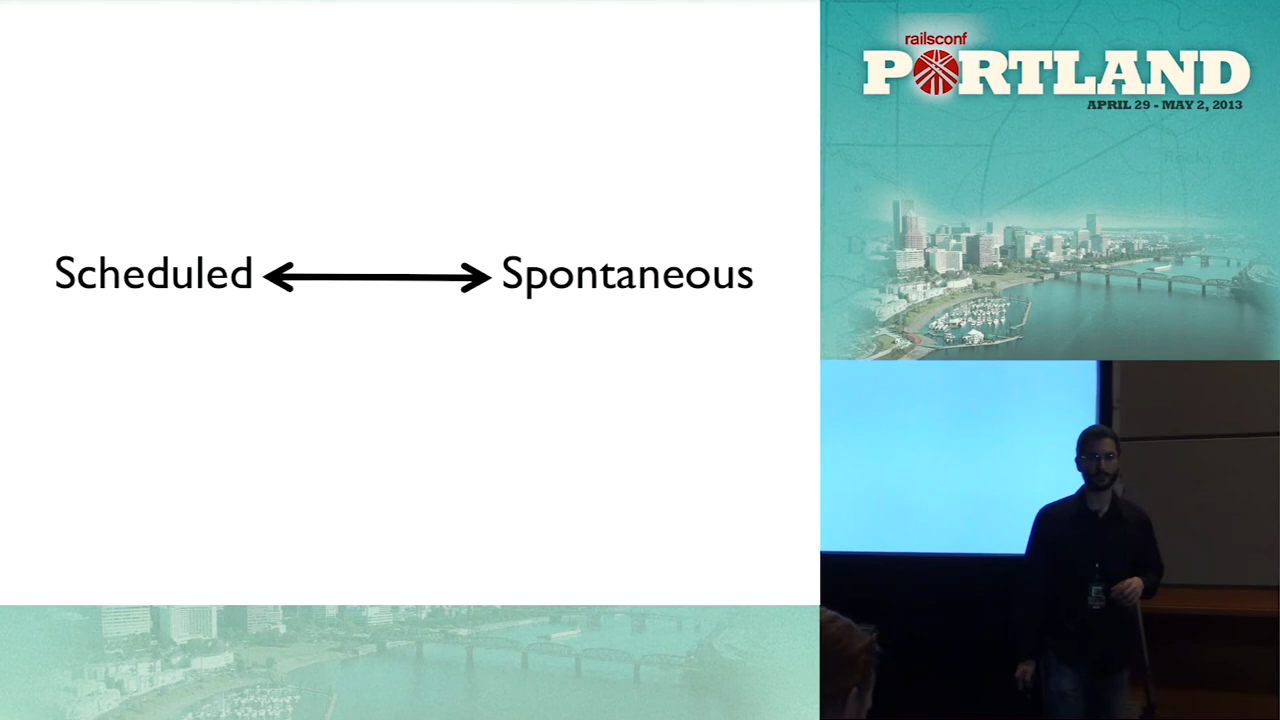 Scheduled Spontaneous
railsconf
PORTLAND
APRIL 29 - MAY 2, 2013